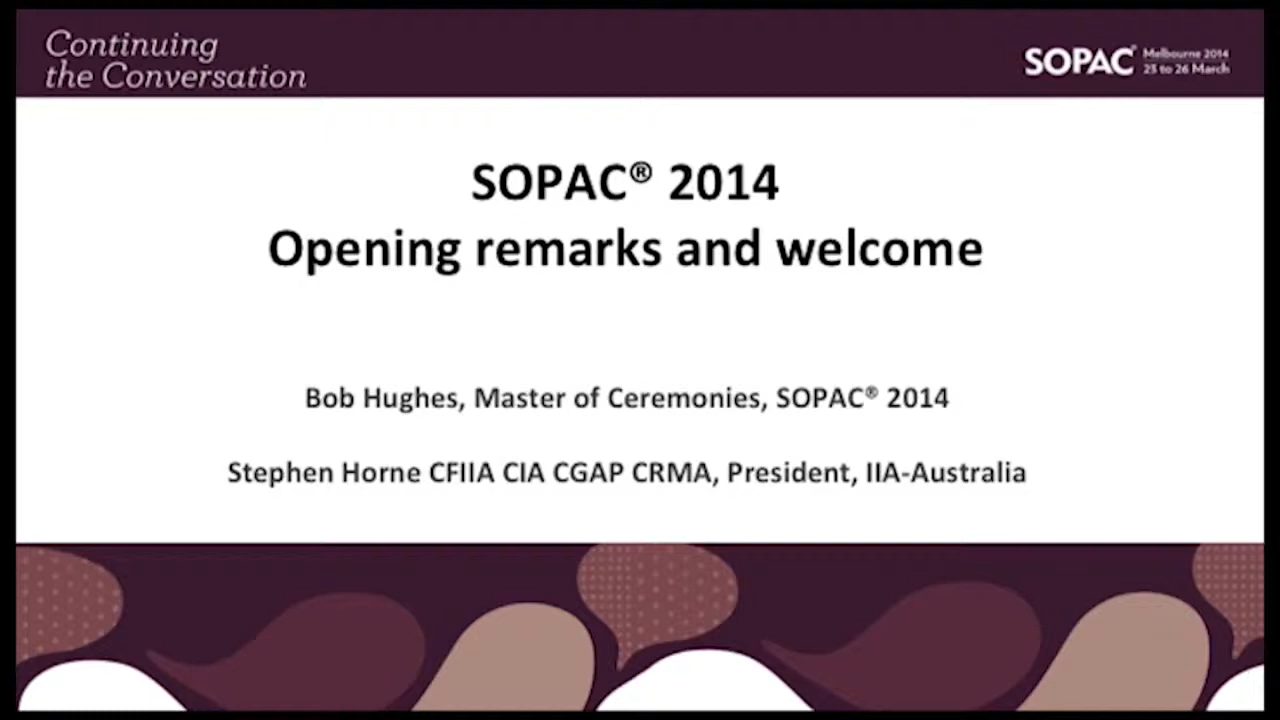 Continuing
the Conversation
SOPAC® Melbourne 2014
23 to 26 March
SOPAC® 2014
Opening remarks and welcome
Bob Hughes, Master of Ceremonies, SOPAC® 2014
Stephen Horne CFIIA CIA CGAP CRMA, President, IIA-Australia